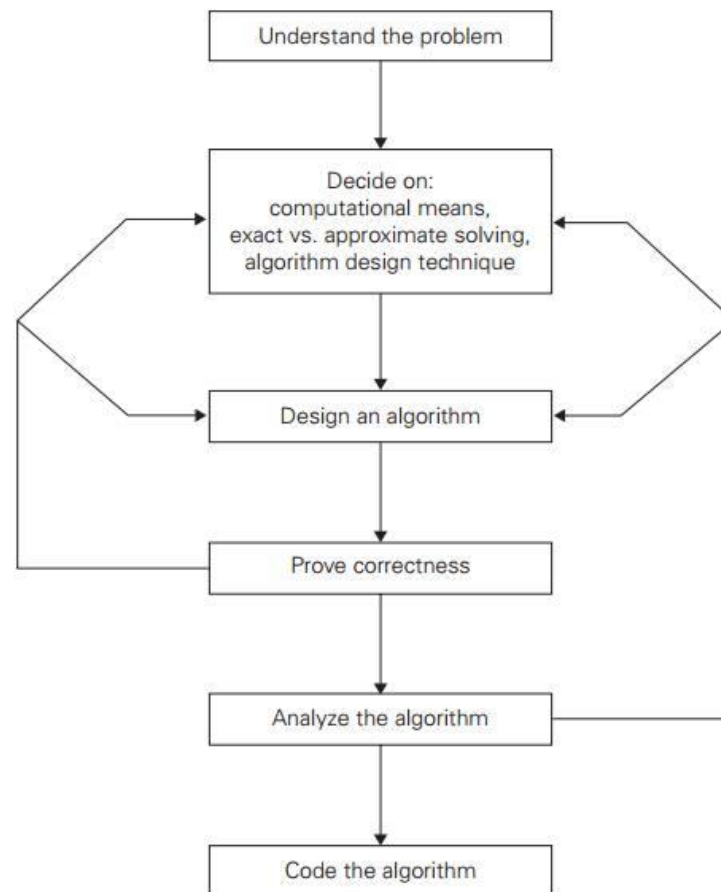 Understand the problem
Decide on:
computational means,
exact vs. approximate solving,
algorithm design technique
Design an algorithm
Prove correctness
Analyze the algorithm
Code the algorithm